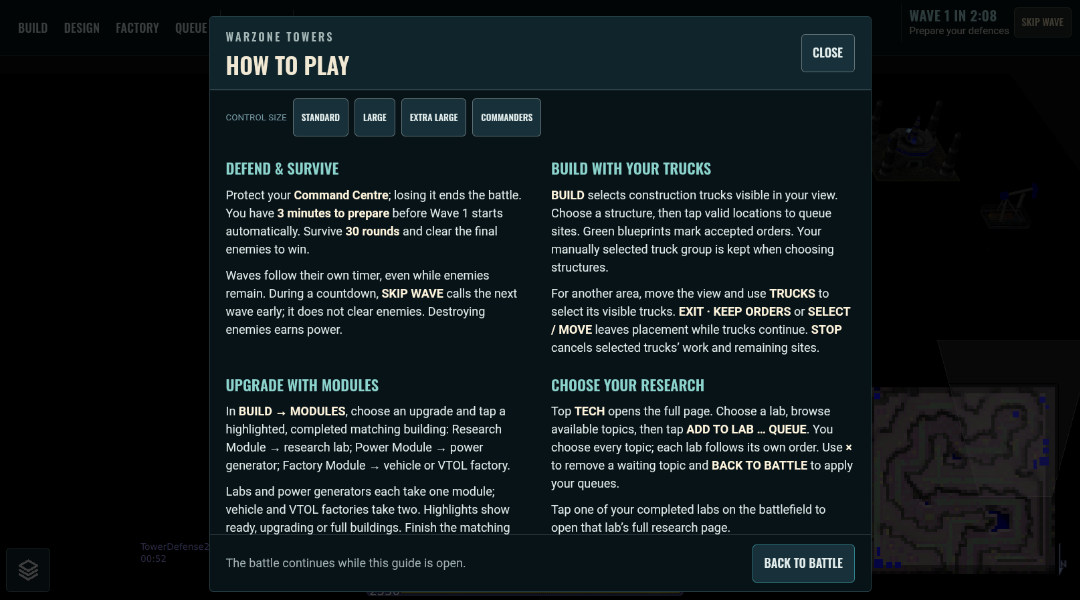 BUILD DESIGN FACTORY QUEUE
WAVE 1 IN 2:08
Prepare your defences
SKIP WAVE
WARZONE TOWERS
HOW TO PLAY
CLOSE
CONTROL SIZE STANDARD LARGE EXTRA LARGE COMMANDERS
DEFEND & SURVIVE
Protect your Command Centre; losing it ends the battle.
You have 3 minutes to prepare before Wave 1 starts
automatically. Survive 30 rounds and clear the final
enemies to win.
Waves follow their own timer, even while enemies
remain. During a countdown, SKIP WAVE calls the next
wave early; it does not clear enemies. Destroying
enemies earns power.
BUILD WITH YOUR TRUCKS
BUILD selects construction trucks visible in your view.
Choose a structure, then tap valid locations to queue
sites. Green blueprints mark accepted orders. Your
manually selected truck group is kept when choosing
structures.
For another area, move the view and use TRUCKS to
select its visible trucks. EXIT · KEEP ORDERS or SELECT
/ MOVE leaves placement while trucks continue. STOP
cancels selected trucks’ work and remaining sites.
UPGRADE WITH MODULES
In BUILD → MODULES, choose an upgrade and tap a
highlighted, completed matching building: Research
Module → research lab; Power Module → power
generator; Factory Module → vehicle or VTOL factory.
Labs and power generators each take one module;
vehicle and VTOL factories take two. Highlights show
ready, upgrading or full buildings. Finish the matching
CHOOSE YOUR RESEARCH
Top TECH opens the full page. Choose a lab, browse
available topics, then tap ADD TO LAB … QUEUE. You
choose every topic; each lab follows its own order. Use ×
to remove a waiting topic and BACK TO BATTLE to apply
your queues.
Tap one of your completed labs on the battlefield to
open that lab’s full research page.
TowerDefense2
00:52
The battle continues while this guide is open.
BACK TO BATTLE